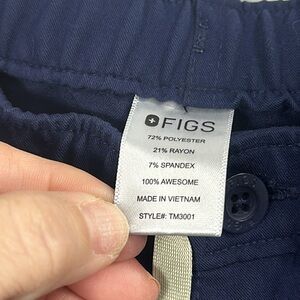 FIGS
72% POLYESTER
21% RAYON
7% SPANDEX
100% AWESOME
MADE IN VIETNAM
STYLE#: TM3001